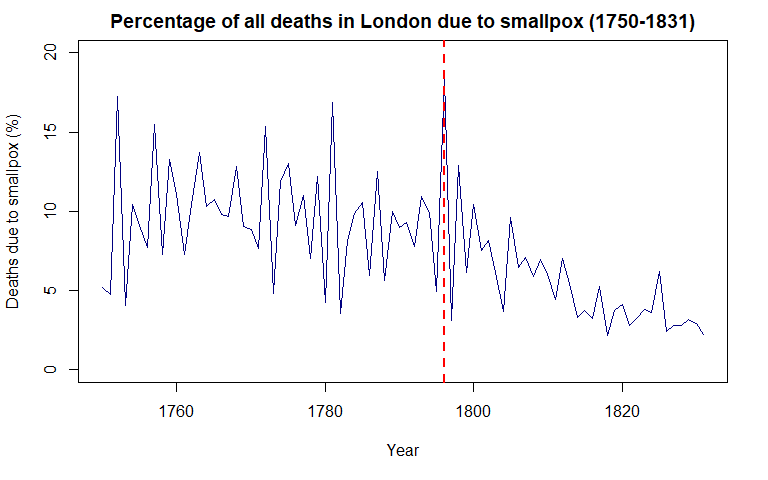 Percentage of all deaths in London due to smallpox (1750-1831)
Deaths due to smallpox (%)
20
15
10
5
0
1760 1780 1800 1820
Year